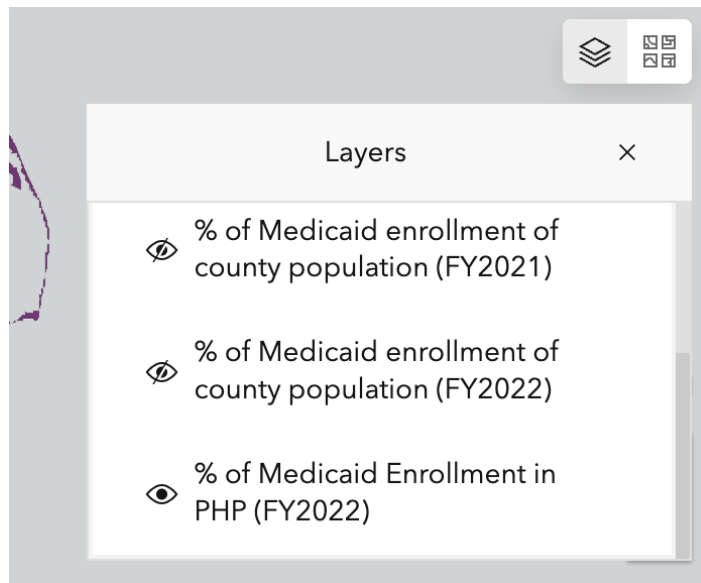 Layers
% of Medicaid enrollment of
county population (FY2021)
% of Medicaid enrollment of
county population (FY2022)
% of Medicaid Enrollment in
PHP (FY2022)